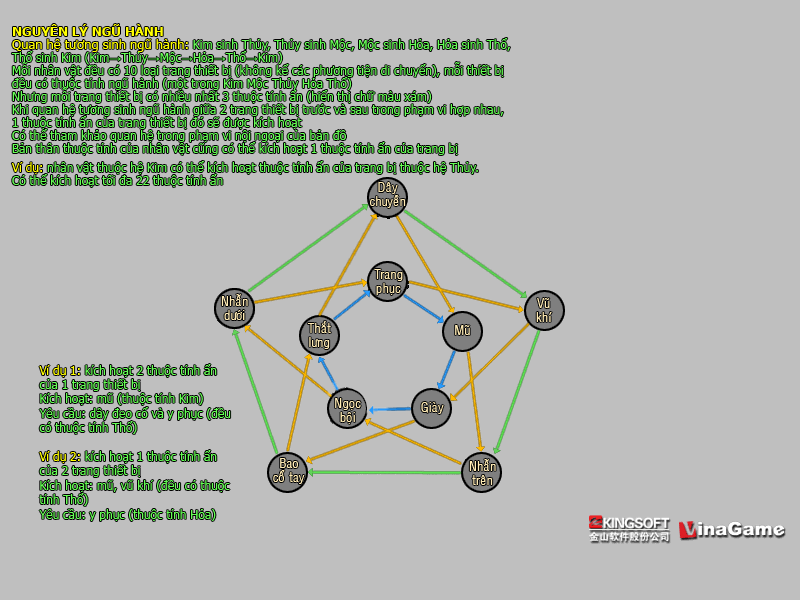 NGUYÊN LÝ NGŨ HÀNH
Quan hệ tương sinh ngũ hành: Kim sinh Thủy, Thủy sinh Mộc, Mộc sinh Hỏa, Hỏa sinh Thổ,
Thổ sinh Kim (Kim→Thủy→Mộc→Hỏa→Thổ→Kim)
Mỗi nhân vật đều có 10 loại trang thiết bị (không kể các phương tiện di chuyển), mỗi thiết bị
đều có thuộc tính ngũ hành (một trong Kim Mộc Thủy Hỏa Thổ)
Nhưng mỗi trang thiết bị có nhiều nhất 3 thuộc tính ẩn (hiển thị chữ màu xám)
Khi quan hệ tương sinh ngũ hành giữa 2 trang thiết bị trước và sau trong phạm vi hợp nhau,
1 thuộc tính ẩn của trang thiết bị đó sẽ được kích hoạt
Có thể tham khảo quan hệ trong phạm vi nội ngoại của bản đồ
Bản thân thuộc tính của nhân vật cũng có thể kích hoạt 1 thuộc tính ẩn của trang bị
Ví dụ: nhân vật thuộc hệ Kim có thể kích hoạt thuộc tính ẩn của trang bị thuộc hệ Thủy.
Có thể kích hoạt tối đa 22 thuộc tính ẩn
Dây
chuyền
Trang
phục
Nhẫn
dưới
Vũ
khí
Thắt
lưng
Mũ
Ngọc
bội
Giày
Bao
cổ tay
Nhẫn
trên
Ví dụ 1: kích hoạt 2 thuộc tính ẩn
của 1 trang thiết bị
Kích hoạt: mũ (thuộc tính Kim)
Yêu cầu: dây đeo cổ và y phục (đều
có thuộc tính Thổ)
Ví dụ 2: kích hoạt 1 thuộc tính ẩn
của 2 trang thiết bị
Kích hoạt: mũ, vũ khí (đều có thuộc
tính Thổ)
Yêu cầu: y phục (thuộc tính Hỏa)
KINGSOFT
金山软件股份公司
VinaGame